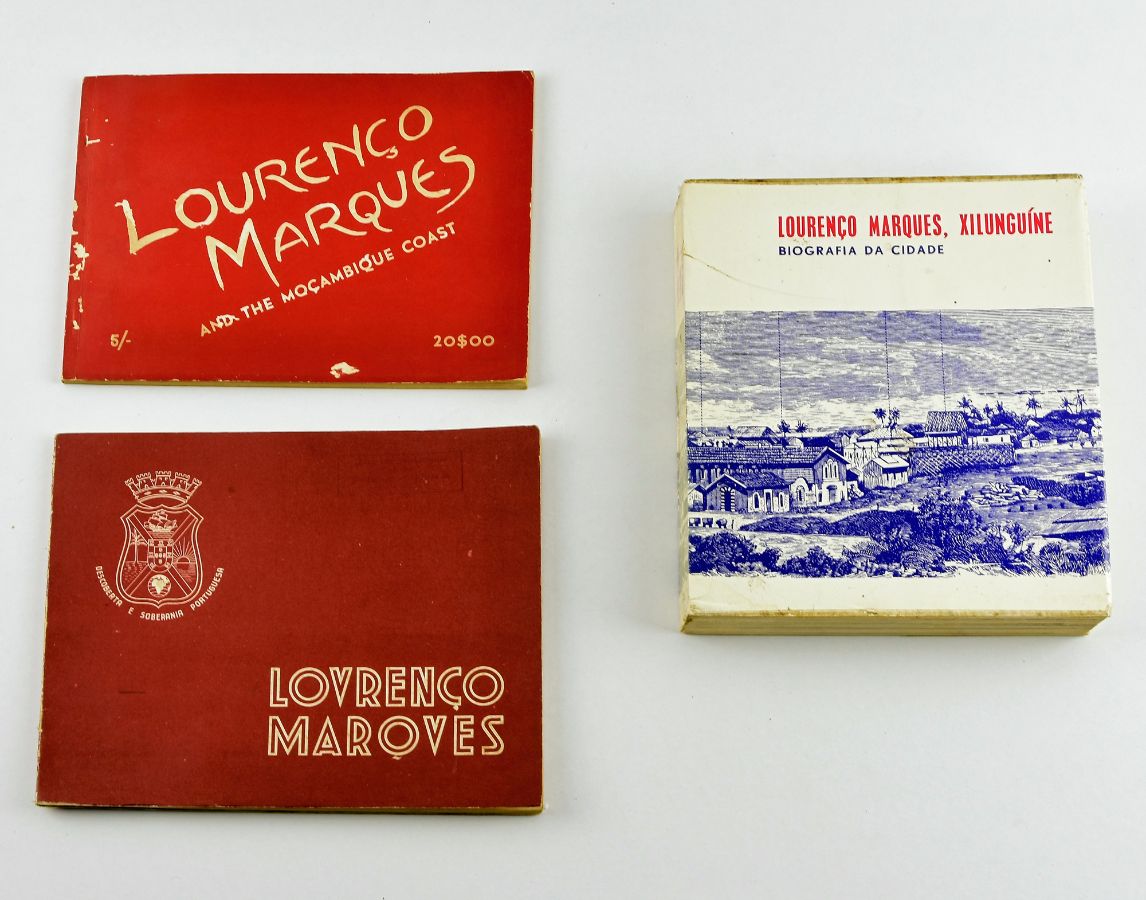 LOURENÇO
MARQUES
AND THE MOÇAMBIQUE COAST
5/-
20$00
DESCOBERTA E SOBERANIA PORTUGUESA
LOVRENÇO
MARQVES
LOURENÇO MARQUES, XILUNGUÍNE
BIOGRAFIA DA CIDADE